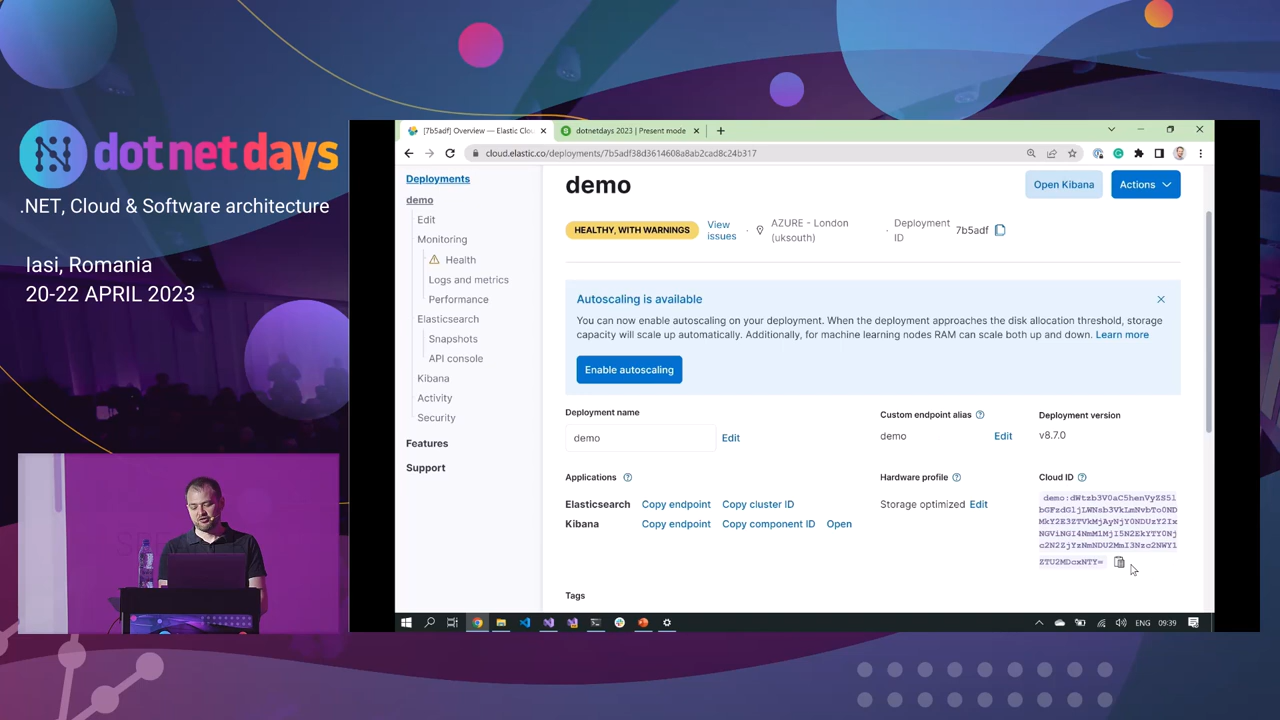 dotnetdays
.NET, Cloud & Software architecture
Iasi, Romania
20-22 APRIL 2023
[7b5adf] Overview — Elastic Clou
dotnetdays 2023 | Present mode
cloud.elastic.co/deployments/7b5adf38d3614608a8ab2cad8c24b317
Deployments
demo
Edit
Monitoring
Health
Logs and metrics
Performance
Elasticsearch
Snapshots
API console
Kibana
Activity
Security
Features
Support
demo
Open Kibana
Actions
HEALTHY, WITH WARNINGS
View
issues
AZURE - London
(uksouth)
Deployment
ID
7b5adf
Autoscaling is available
You can now enable autoscaling on your deployment. When the deployment approaches the disk allocation threshold, storage
capacity will scale up automatically. Additionally, for machine learning nodes RAM can scale both up and down. Learn more
Enable autoscaling
Deployment name
demo
Edit
Custom endpoint alias
demo
Edit
Deployment version
v8.7.0
Applications
Elasticsearch Copy endpoint Copy cluster ID
Kibana Copy endpoint Copy component ID Open
Hardware profile
Storage optimized Edit
Cloud ID
Tags
ENG
09:39